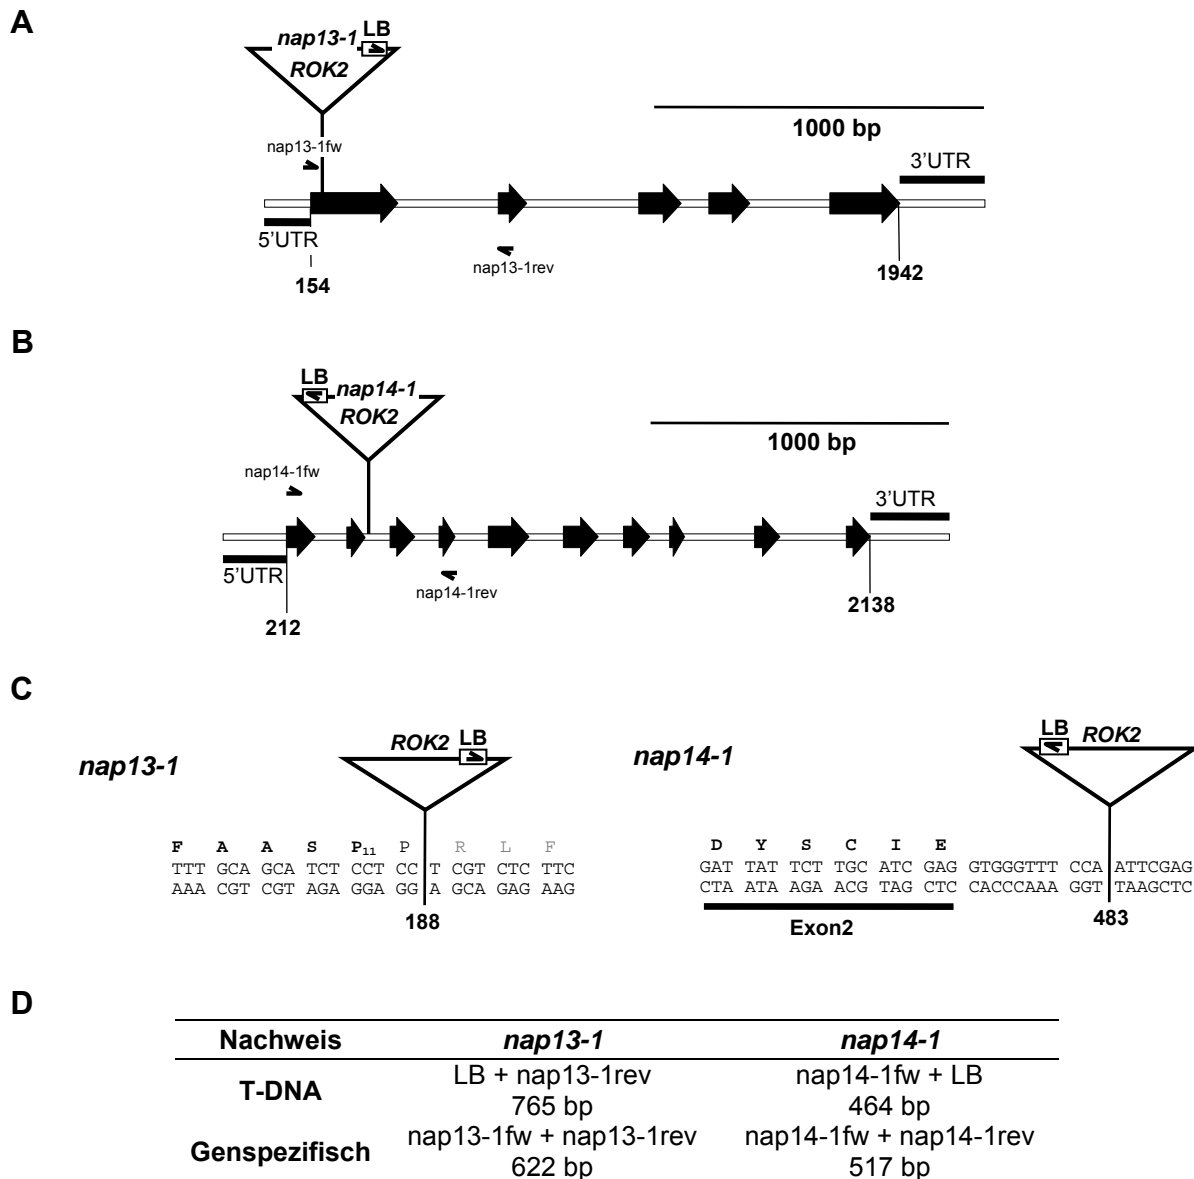 A
nap13-1 LB
ROK2
1000 bp
nap13-1fw
3'UTR
5'UTR
nap13-1rev
154
1942
B
LB nap14-1
ROK2
1000 bp
nap14-1fw
3'UTR
5'UTR
nap14-1rev
212
2138
C
nap13-1
ROK2 LB
F A A S P11 P R L F
TTT GCA GCA TCT CCT CC T CGT CTC TTC
AAA CGT CGT AGA GGA GG A GCA GAG AAG
188
nap14-1
LB ROK2
D Y S C I E
GAT TAT TCT TGC ATC GAG GTGGGTTT CCA ATTCGAG
CTA ATA AGA ACG TAG CTC CACCCAAA GGT TAAGCTC
Exon2
483
D
Nachweis nap13-1 nap14-1
T-DNA LB + nap13-1rev nap14-1fw + LB
765 bp 464 bp
Genspezifisch nap13-1fw + nap13-1rev nap14-1fw + nap14-1rev
622 bp 517 bp